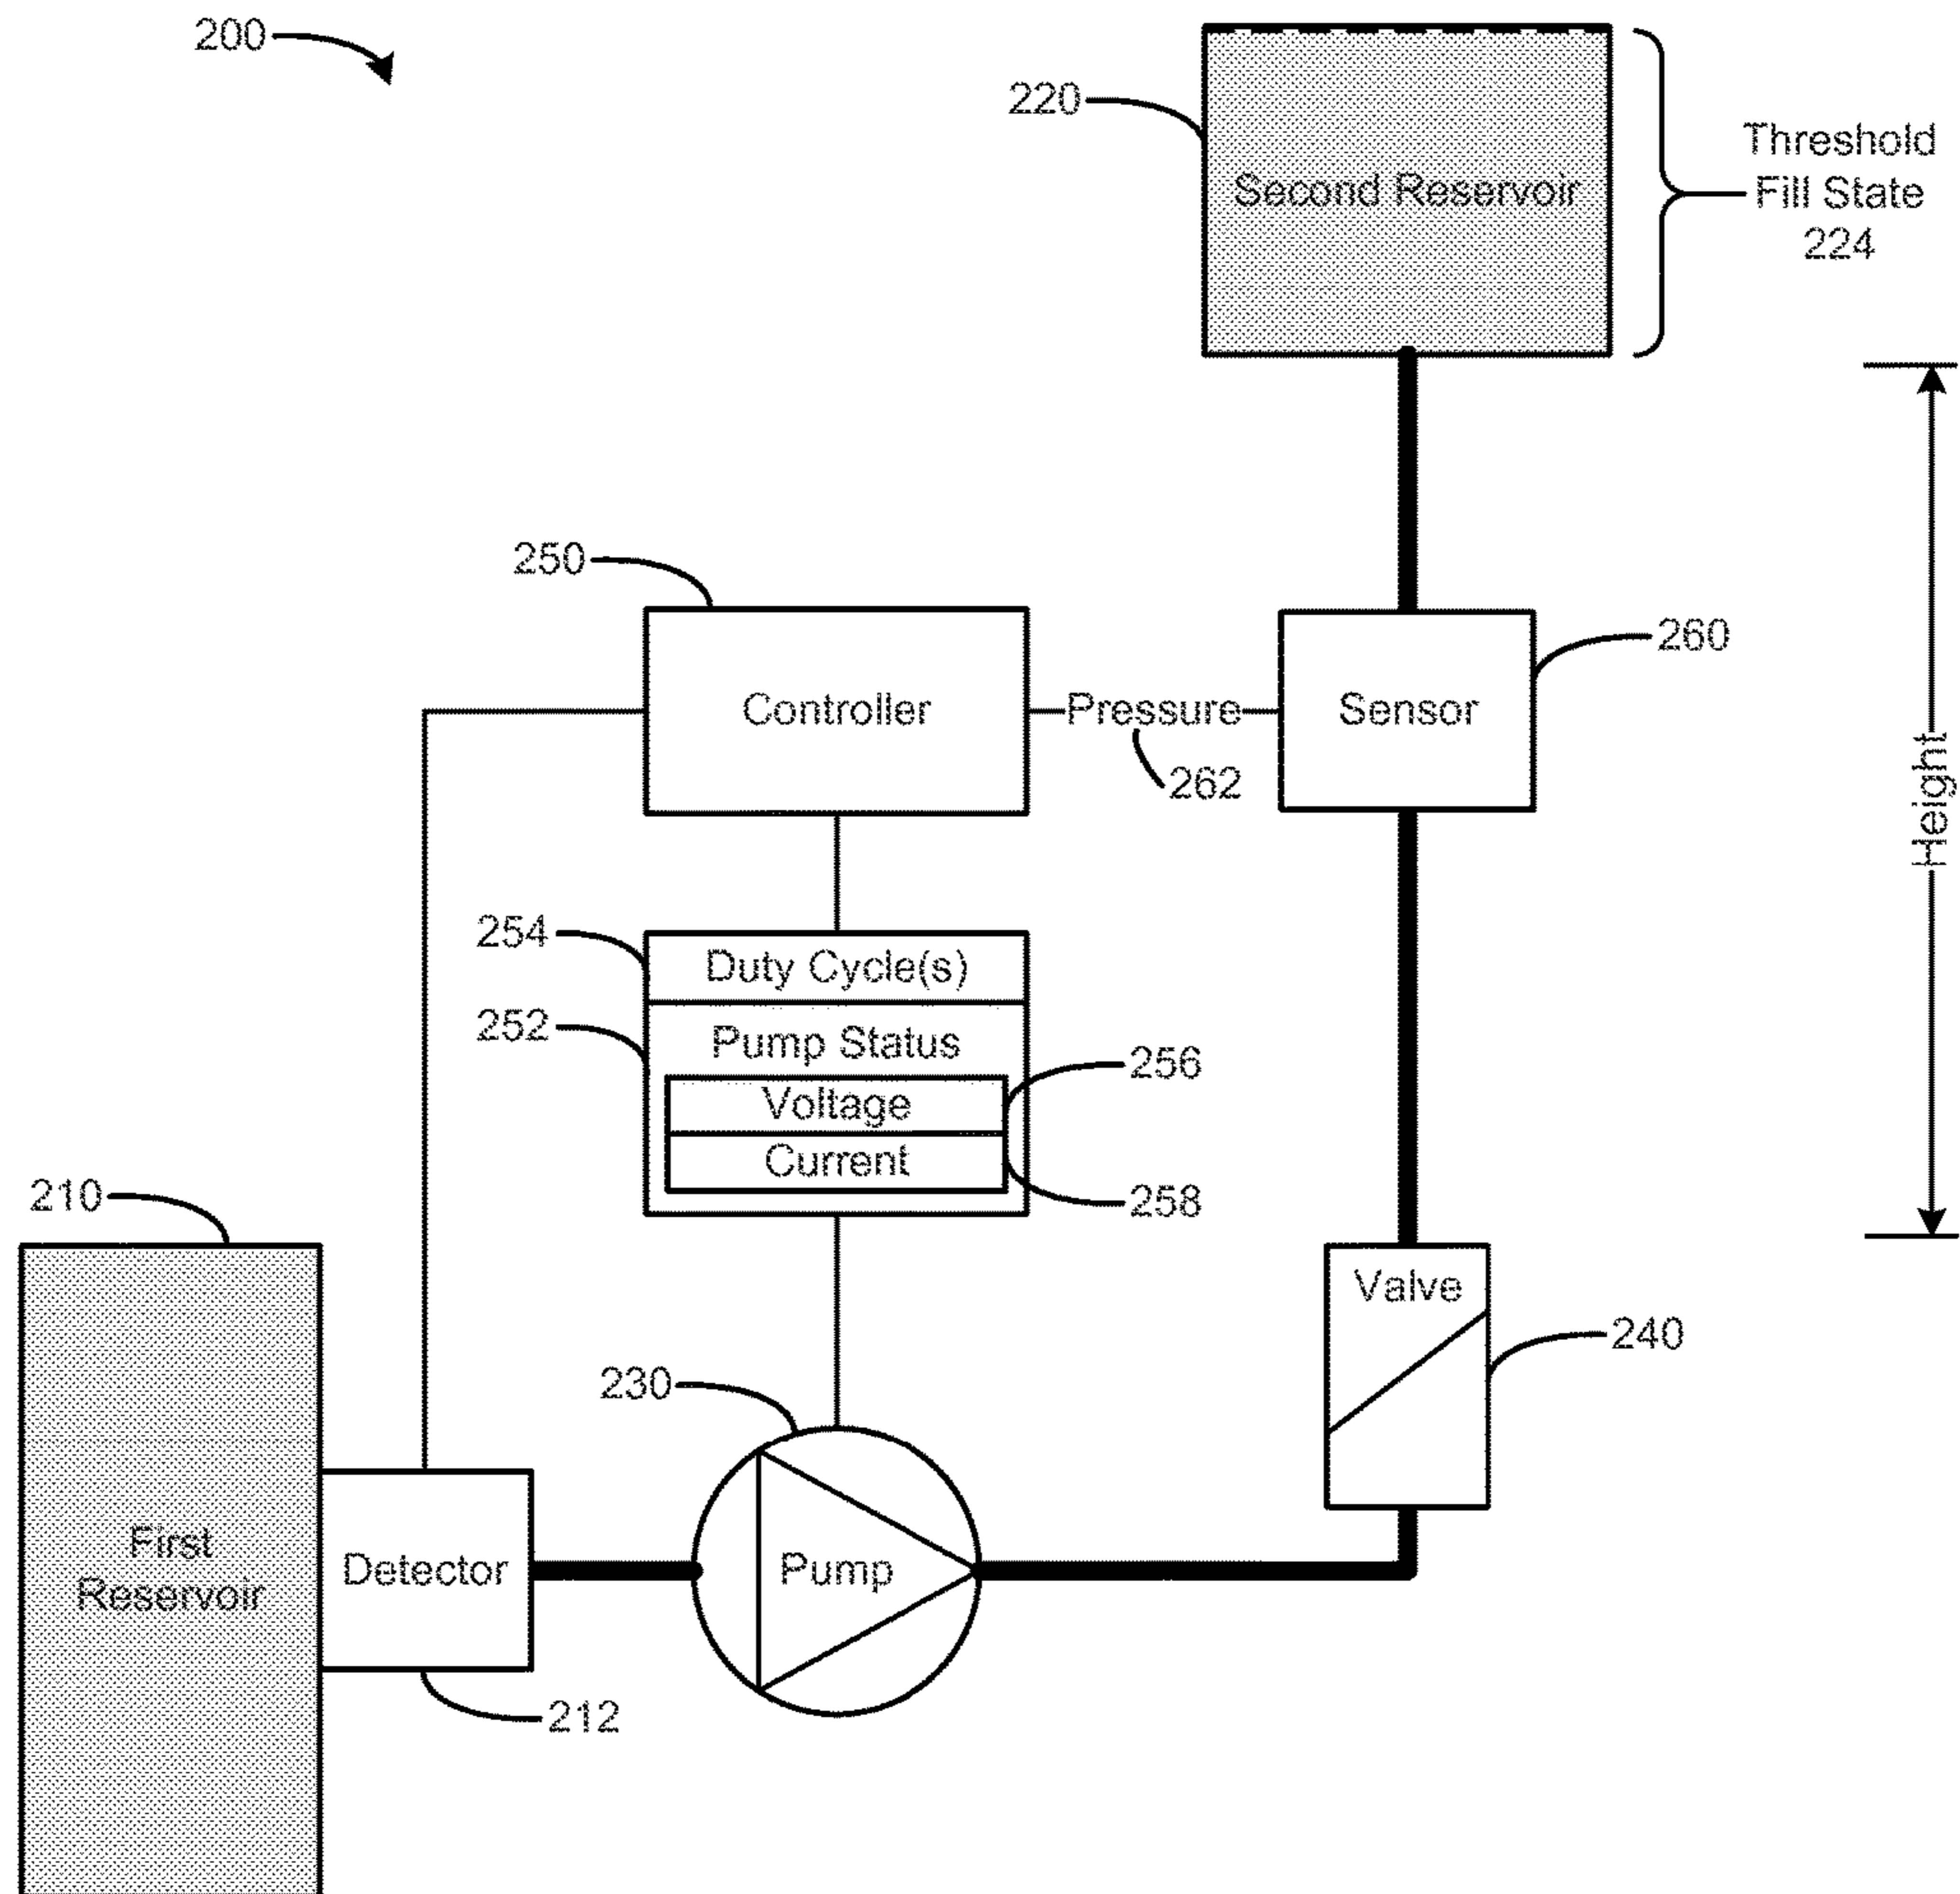 200
220
Second Reservoir
Threshold
Fill State
224
250
Controller
Pressure
262
Sensor
260
Height
254
Duty Cycle(s)
252
Pump Status
Voltage
256
Current
258
210
Valve
240
230
First
Reservoir
Detector
Pump
212